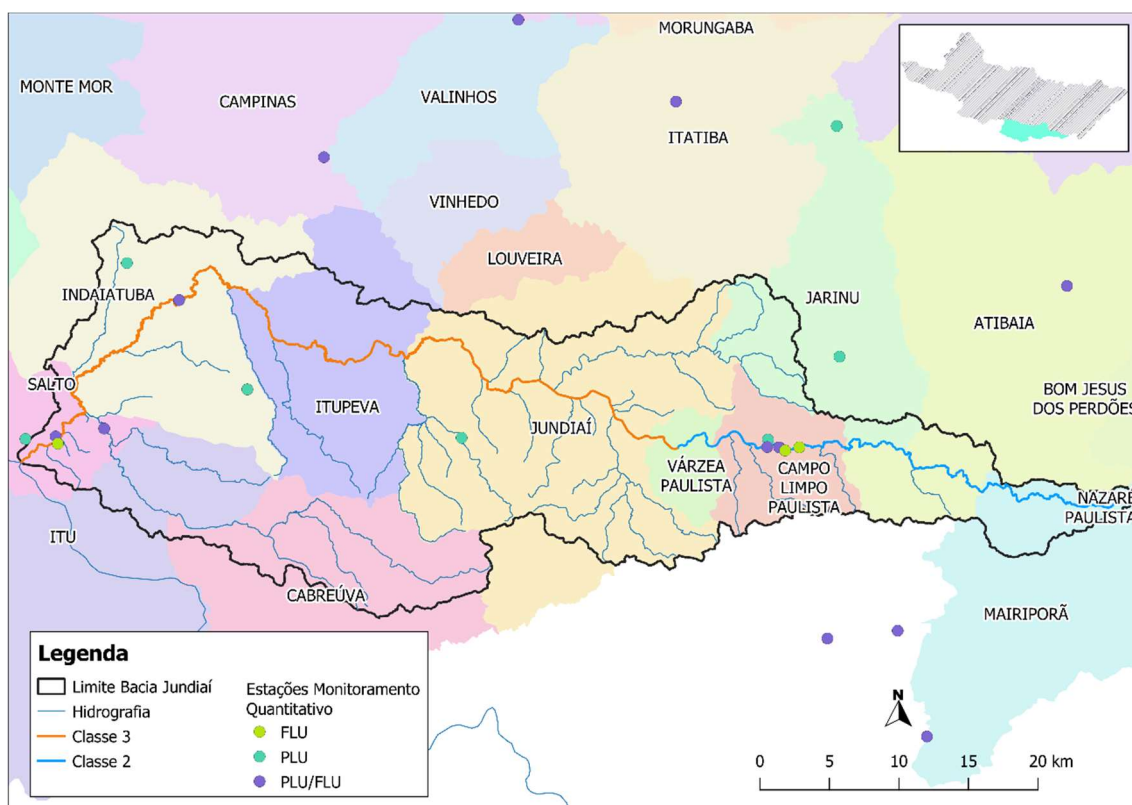 MORUNGABA
MONTE MOR
CAMPINAS
VALINHOS
ITATIBA
VINHEDO
LOUVEIRA
INDAIATUBA
JARINU
ATIBAIA
SALTO
ITUPEVA
JUNDIAÍ
BOM JESUS
DOS PERDÕES
VÁRZEA
PAULISTA
CAMPO
LIMPO
PAULISTA
NAZARÉ
PAULISTA
ITU
CABREÚVA
MAIRIPORÃ
Legenda
Limite Bacia Jundiaí
Hidrografia
Classe 3
Classe 2
Estações Monitoramento
Quantitativo
FLU
PLU
PLU/FLU
N
0 5 10 15 20 km